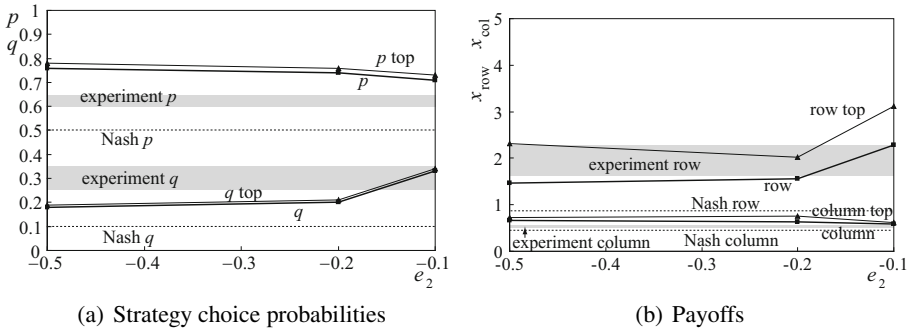 p
q
1
0.9
0.8
0.7
0.6
0.5
0.4
0.3
0.2
0.1
0
p top
p
experiment p
Nash p
experiment q
q top
q
Nash q
−0.5
−0.4
−0.3
−0.2
−0.1
e2
(a) Strategy choice probabilities
x row x col
5
4
3
2
1
0
row top
experiment row
row
Nash row
column top
experiment column
Nash column
column
−0.5
−0.4
−0.3
−0.2
−0.1
e2
(b) Payoffs